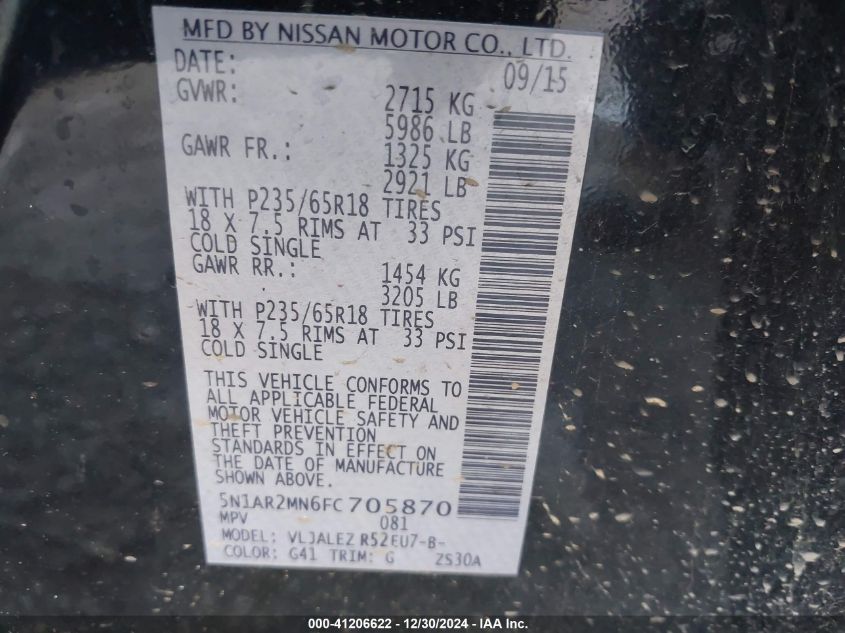 MFD BY NISSAN MOTOR CO., LTD.
DATE: 09/15
GVWR: 2715 KG
5986 LB
GAWR FR.: 1325 KG
2921 LB
WITH P235/65R18 TIRES
18 X 7.5 RIMS AT 33 PSI
COLD SINGLE
GAWR RR.: 1454 KG
3205 LB
WITH P235/65R18 TIRES
18 X 7.5 RIMS AT 33 PSI
COLD SINGLE
THIS VEHICLE CONFORMS TO
ALL APPLICABLE FEDERAL
MOTOR VEHICLE SAFETY AND
THEFT PREVENTION
STANDARDS IN EFFECT ON
THE DATE OF MANUFACTURE
SHOWN ABOVE.
5N1AR2MN6FC705870
MPV 081
MODEL: VLJALEZ R52EU7-B-
COLOR: G41 TRIM: G ZS30A
000-41206622 - 12/30/2024 - IAA Inc.